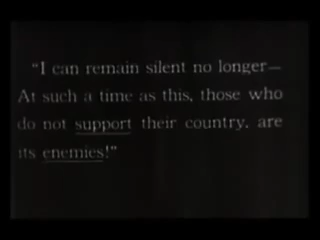 “I can remain silent no longer—
At such a time as this, those who
do not support their country, are
its enemies!”